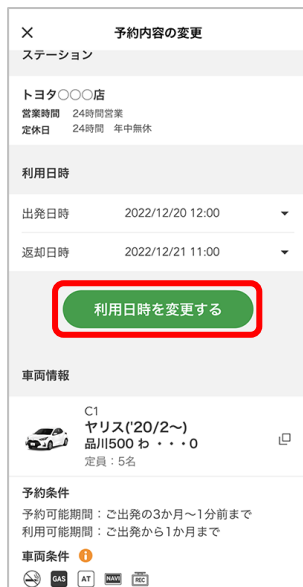 × 予約内容の変更
ステーション
トヨタ〇〇〇店
営業時間 24時間営業
定休日 24時間 年中無休
利用日時
出発日時 2022/12/20 12:00
返却日時 2022/12/21 11:00
利用日時を変更する
車両情報
C1
ヤリス('20/2〜)
品川500 わ ・・・0
定員：5名
予約条件
予約可能期間：ご出発の3か月〜1分前まで
利用可能期間：ご出発から1か月まで
車両条件
GAS AT NAVI REC